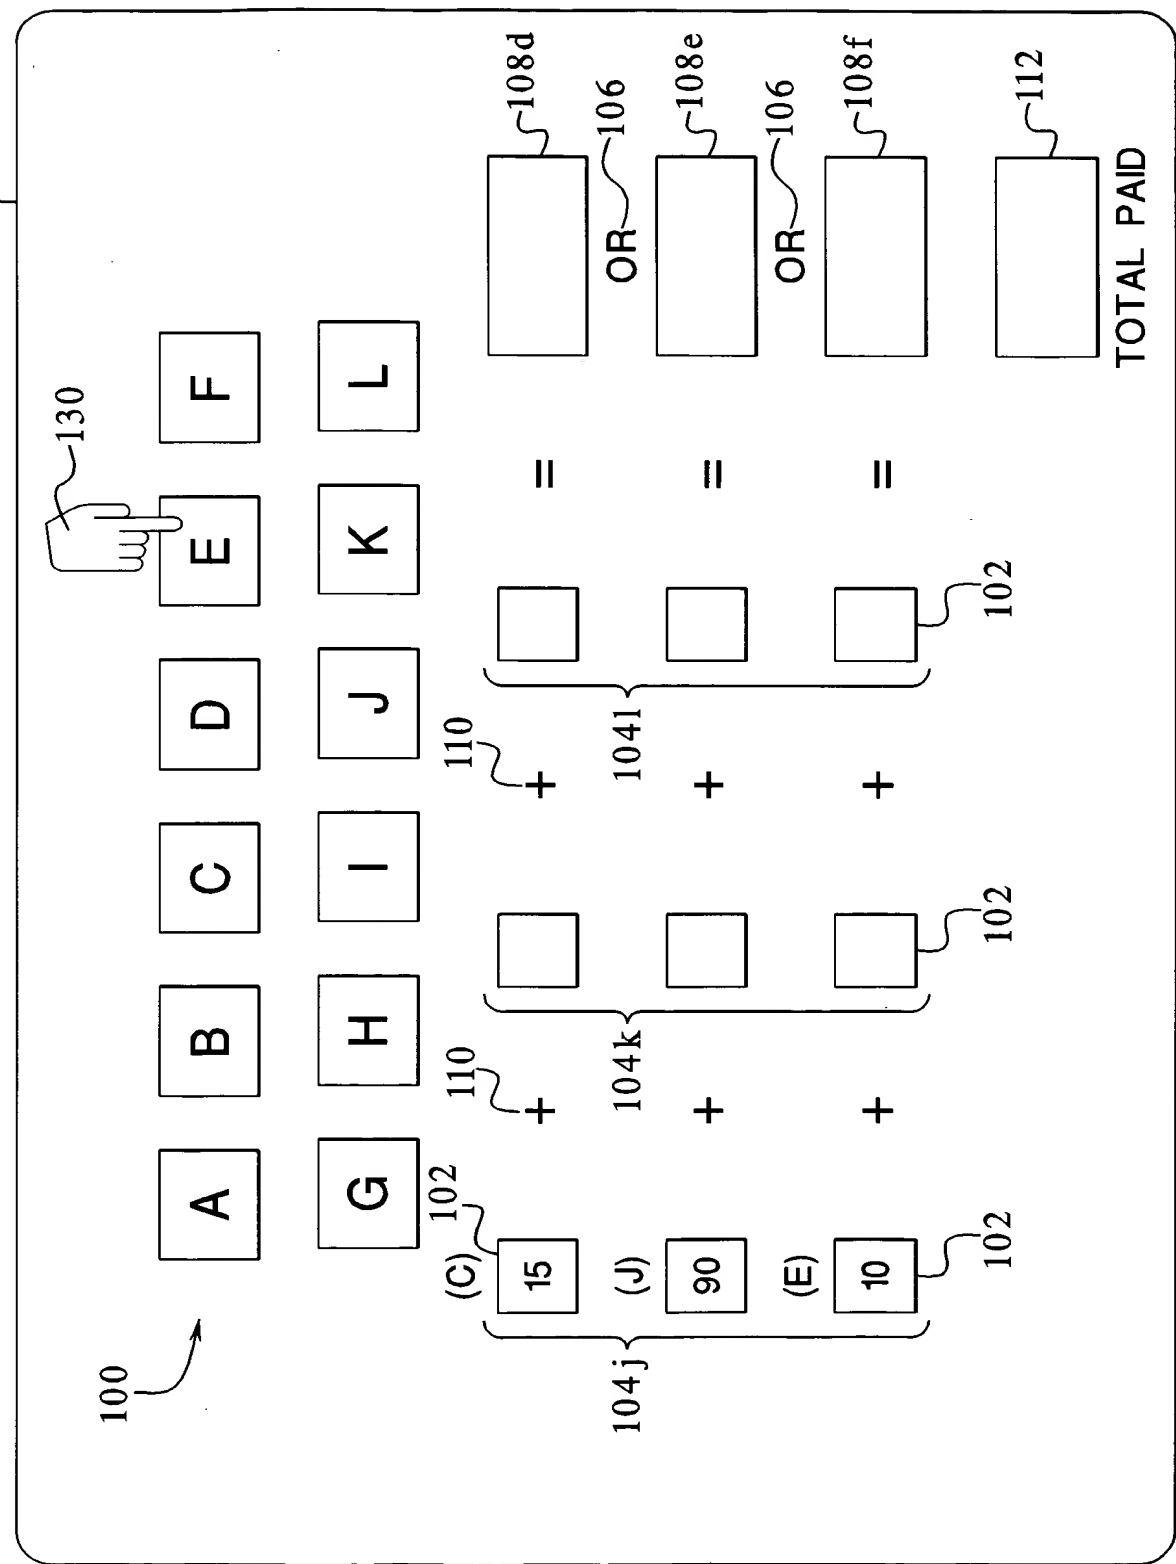 130
100
A B C D E F
G H I J K L
(C) 102 110 110
15 + + = 108d
104j (J) 104k 104l OR 106
90 + + = 108e
(E) OR 106
10 + + = 108f
102 102 102 112
TOTAL PAID